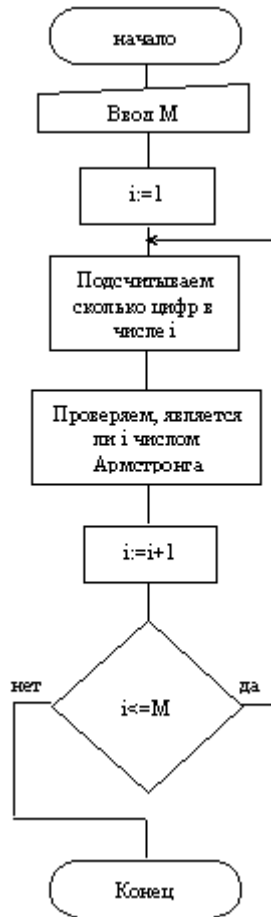 начало
Ввод M
i:=1
Подсчитываем
сколько цифр в
числе i
Проверяем, является
ли i числом
Армстронга
i:=i+1
нет
да
i<=M
Конец